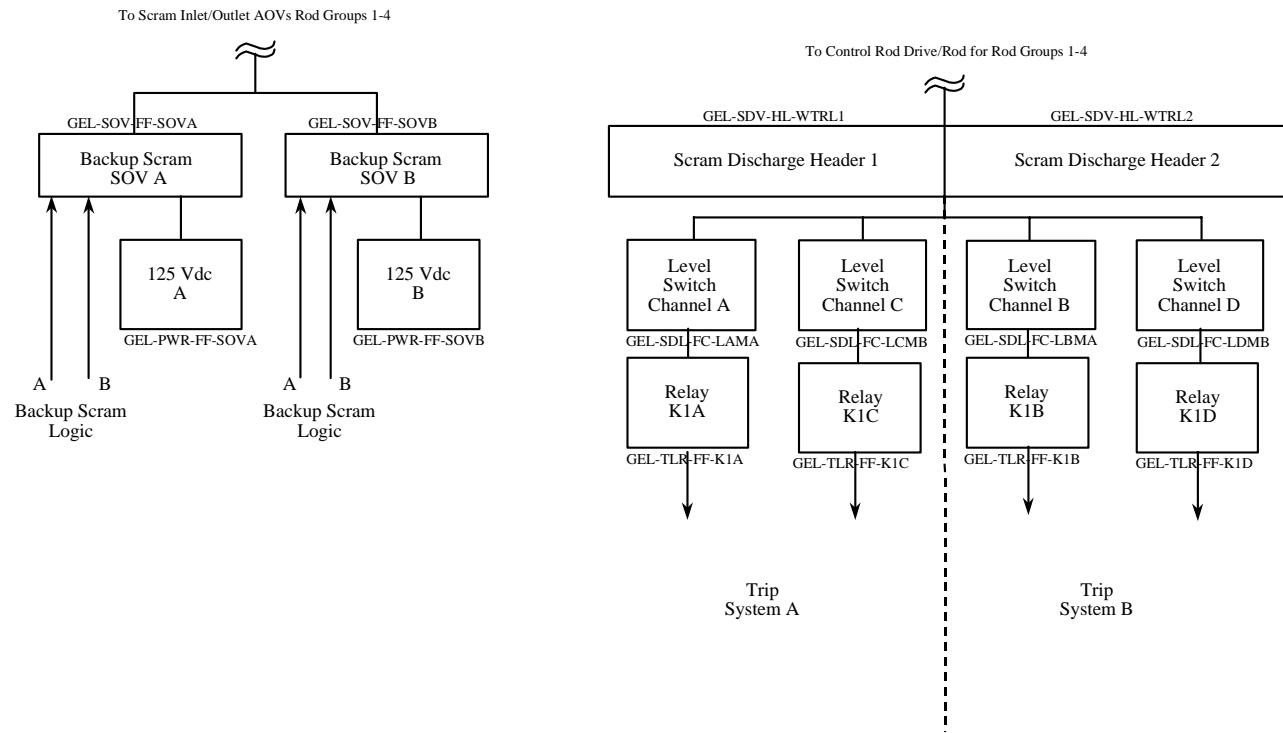 To Scram Inlet/Outlet AOVs Rod Groups 1-4
GEL-SOV-FF-SOVA
GEL-SOV-FF-SOVB
Backup Scram
SOV A
Backup Scram
SOV B
125 Vdc
A
125 Vdc
B
GEL-PWR-FF-SOVA
GEL-PWR-FF-SOVB
A
B
Backup Scram
Logic
A
B
Backup Scram
Logic
To Control Rod Drive/Rod for Rod Groups 1-4
GEL-SDV-HL-WTRL1
GEL-SDV-HL-WTRL2
Scram Discharge Header 1
Scram Discharge Header 2
Level
Switch
Channel A
Level
Switch
Channel C
Level
Switch
Channel B
Level
Switch
Channel D
GEL-SDL-FC-LAMA
GEL-SDL-FC-LCMB
GEL-SDL-FC-LBMA
GEL-SDL-FC-LDMB
Relay
K1A
Relay
K1C
Relay
K1B
Relay
K1D
GEL-TLR-FF-K1A
GEL-TLR-FF-K1C
GEL-TLR-FF-K1B
GEL-TLR-FF-K1D
Trip
System A
Trip
System B